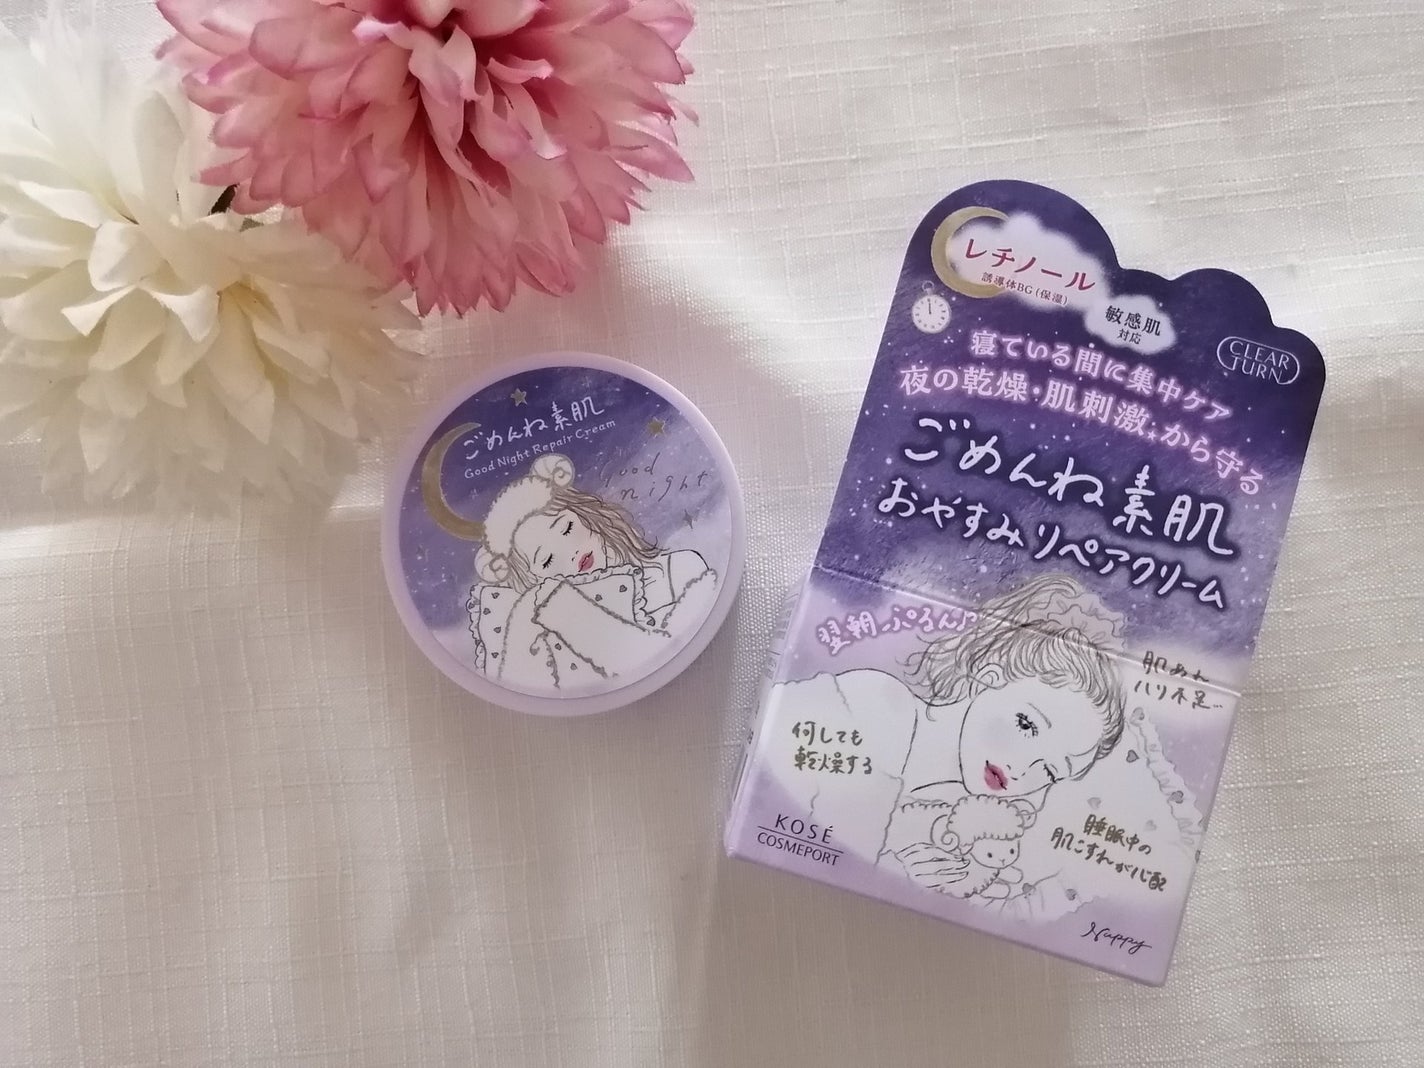 ごめんね素肌
Good Night Repair Cream
Good
night
レチノール
誘導体BG(保湿)
敏感肌
対応
CLEAR
TURN
寝ている間に集中ケア
夜の乾燥・肌刺激から守る
ごめんね素肌
おやすみリペアクリーム
翌朝ぷるん♪
肌あれ
ハリ不足…
何しても
乾燥する
睡眠中の
肌こすれが心配
KOSÉ
COSMEPORT
Nappy